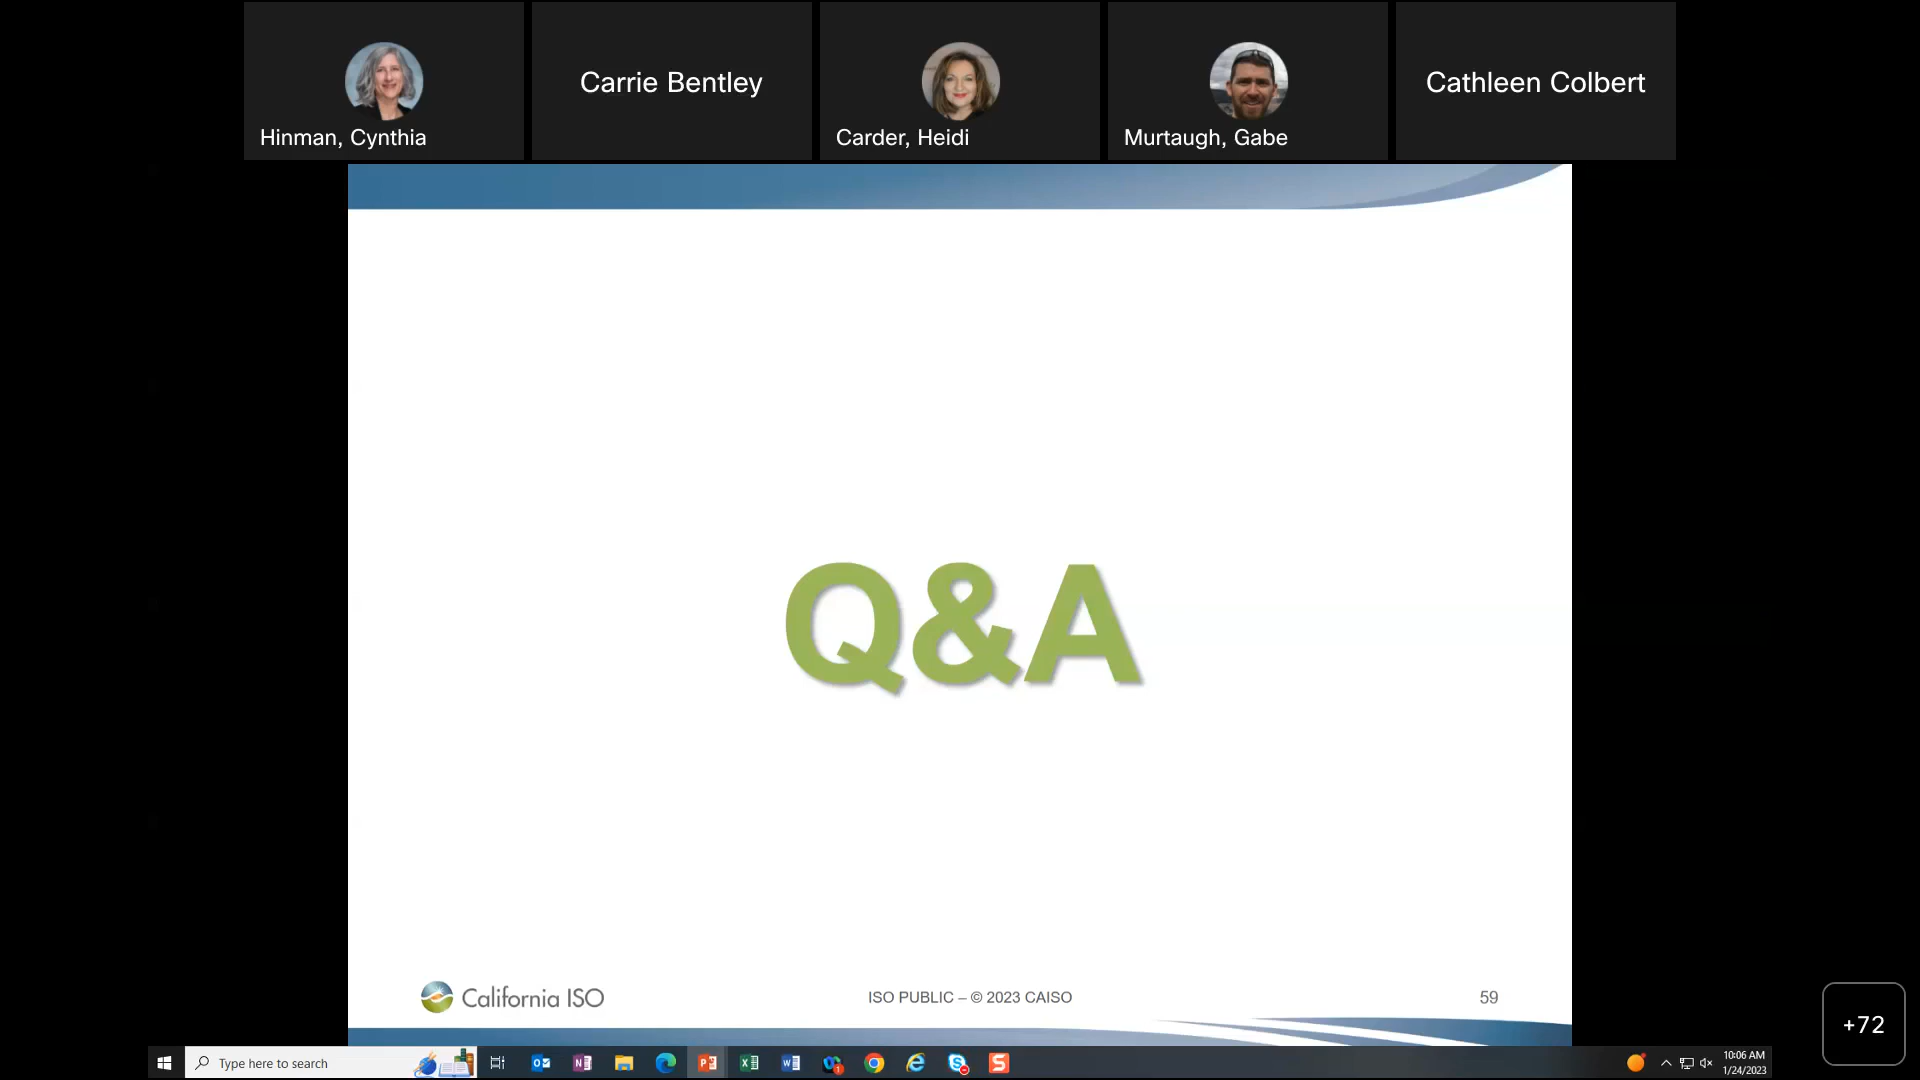 Hinman, Cynthia
Carrie Bentley
Carder, Heidi
Murtaugh, Gabe
Cathleen Colbert
Q&A
California ISO
ISO PUBLIC – © 2023 CAISO
59
+72
Type here to search
10:06 AM
1/24/2023